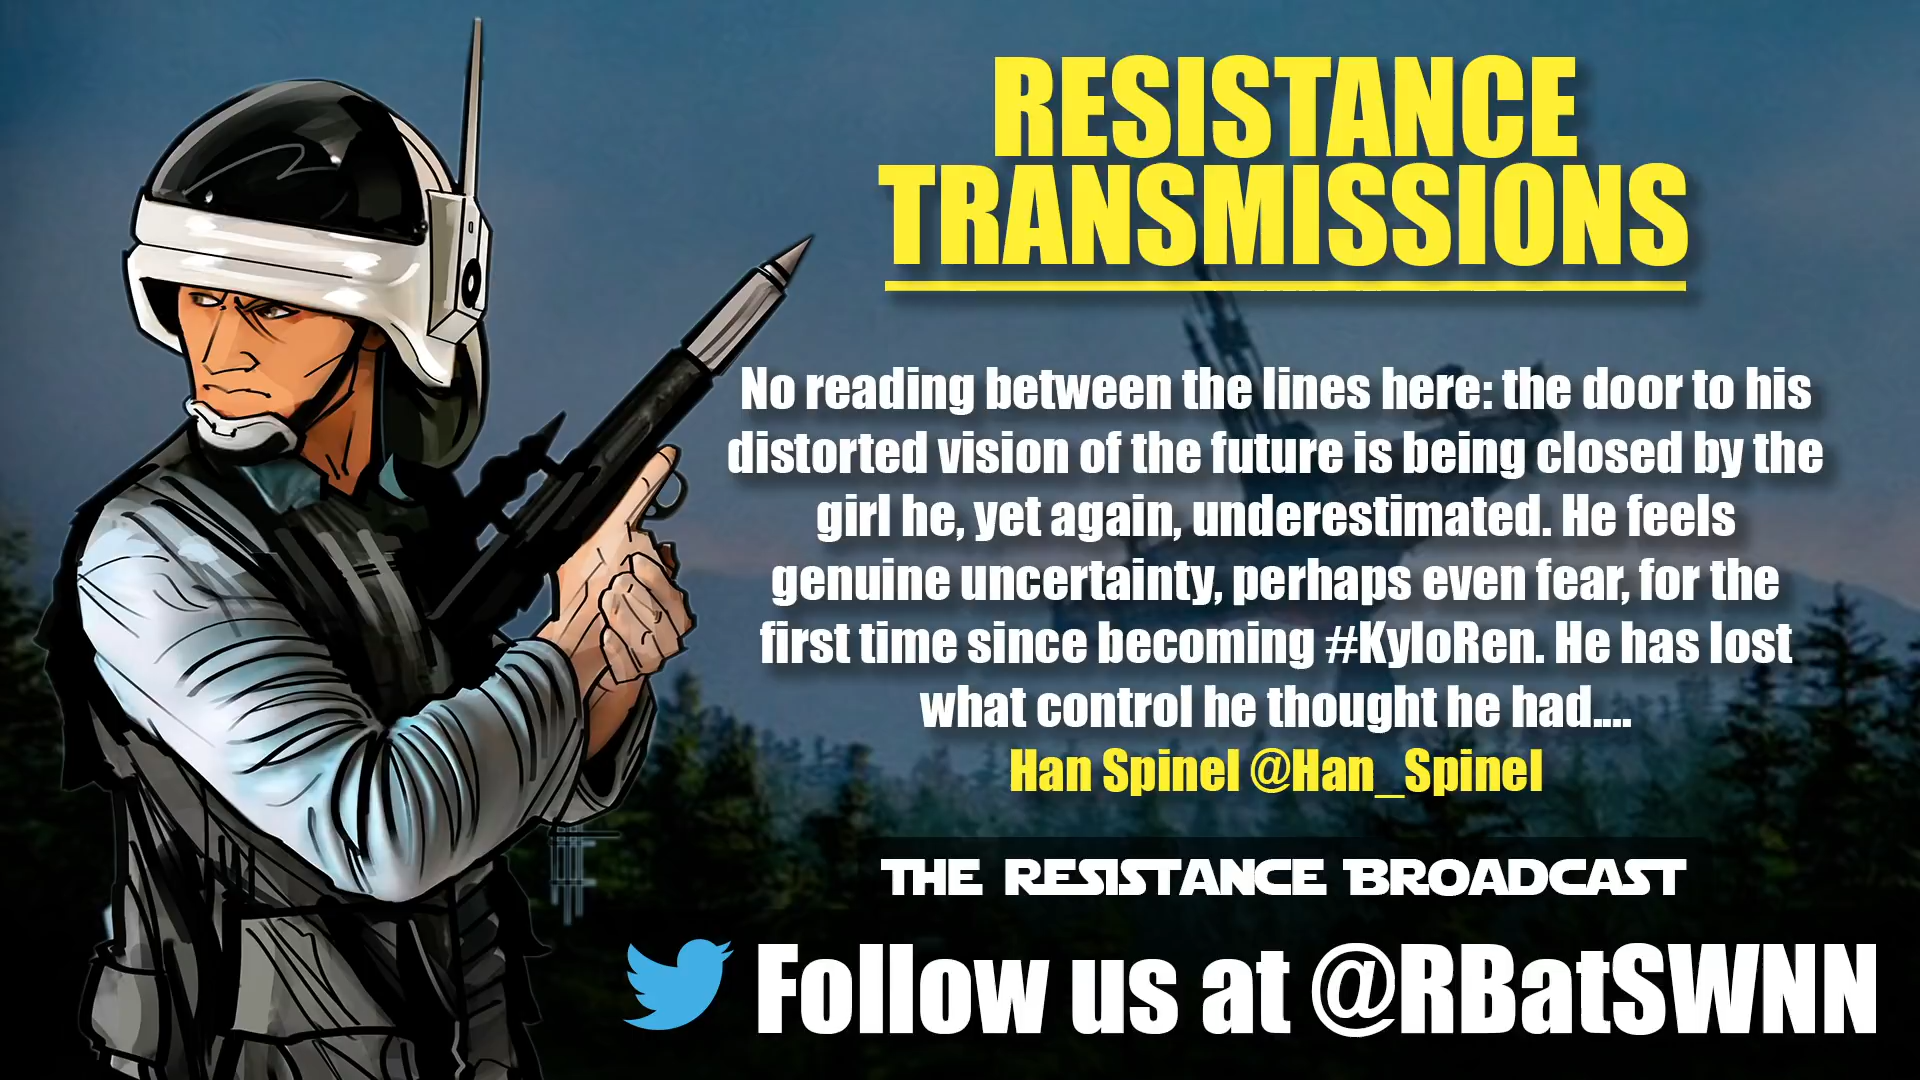 RESISTANCE
TRANSMISSIONS
No reading between the lines here: the door to his
distorted vision of the future is being closed by the
girl he, yet again, underestimated. He feels
genuine uncertainty, perhaps even fear, for the
first time since becoming #KyloRen. He has lost
what control he thought he had....
Han Spinel @Han_Spinel
THE RESISTANCE BROADCAST
Follow us at @RBatSWNN